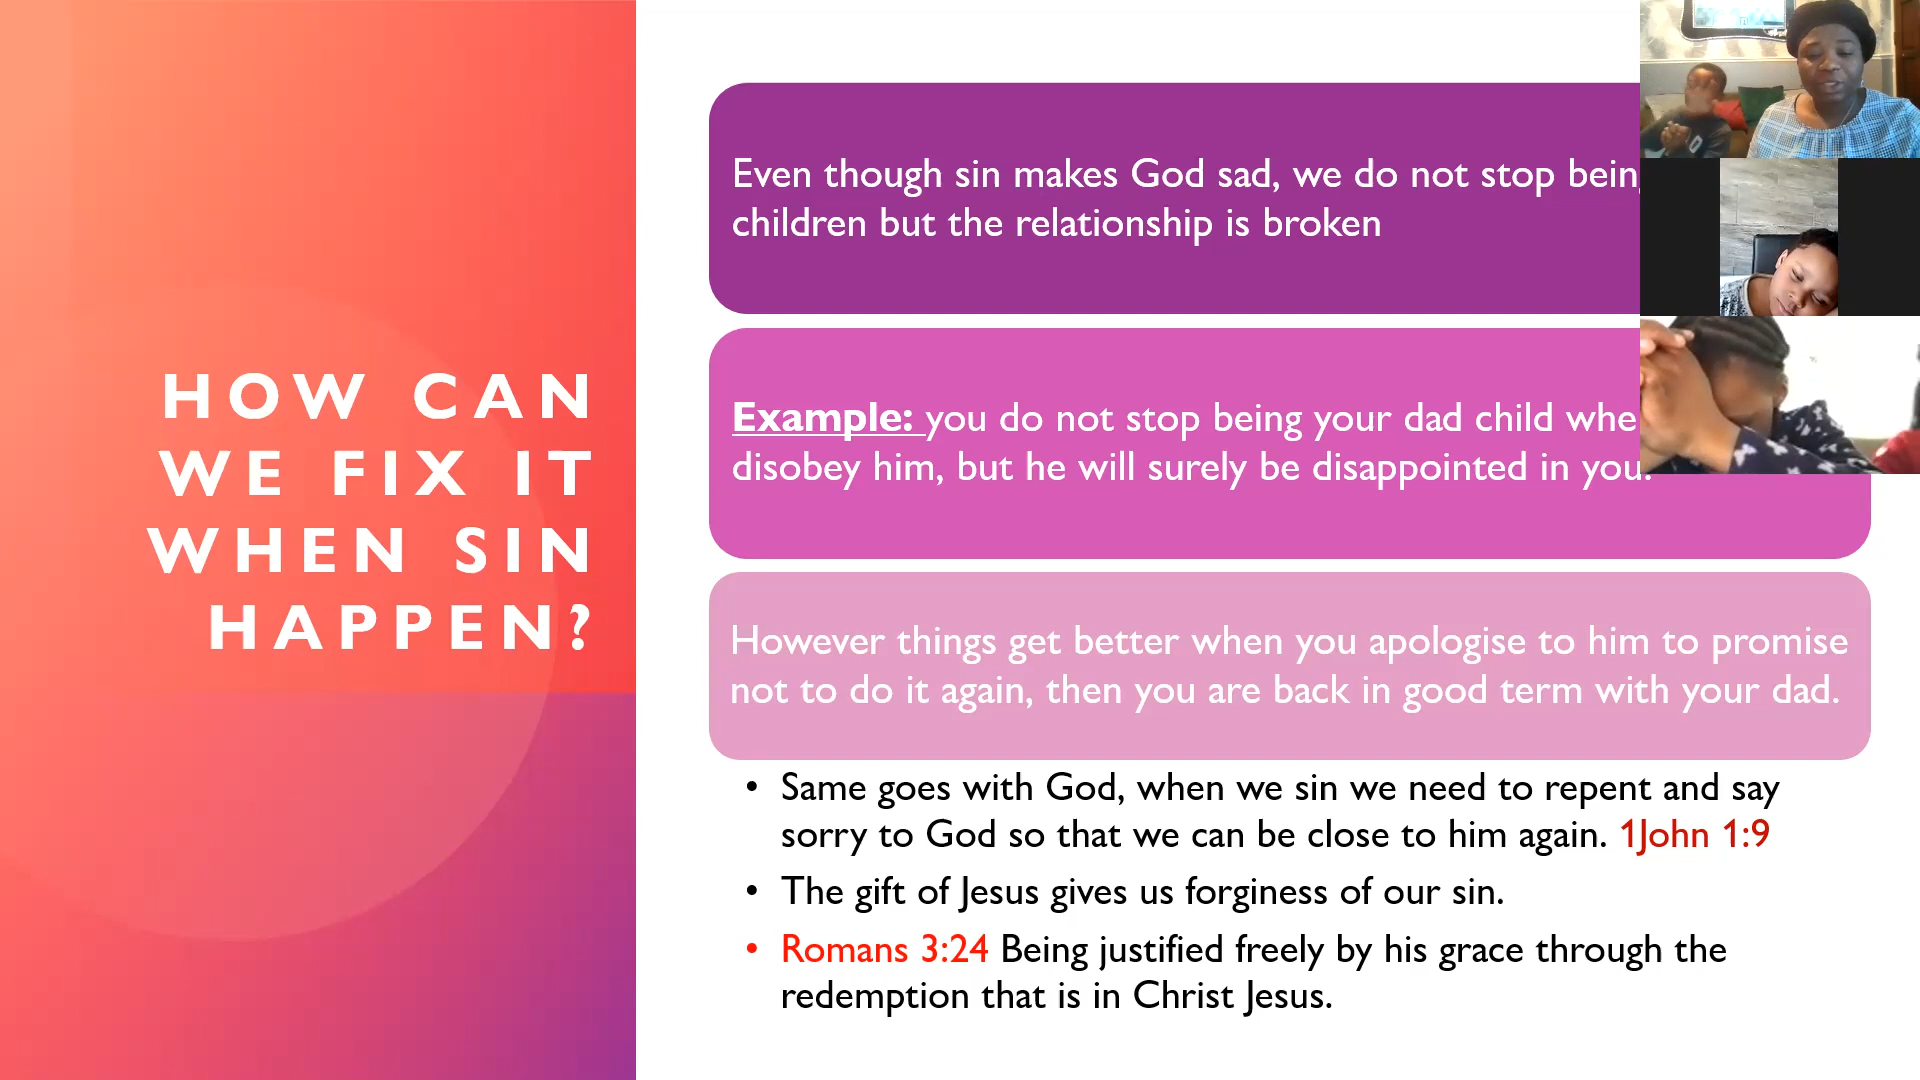 HOW CAN
WE FIX IT
WHEN SIN
HAPPEN?
Even though sin makes God sad, we do not stop
children but the relationship is broken
Example: you do not stop being your dad child
disobey him, but he will surely be disappointed in you.
However things get better when you apologise to him to promise
not to do it again, then you are back in good term with your dad.
• Same goes with God, when we sin we need to repent and say
sorry to God so that we can be close to him again. 1John 1:9
• The gift of Jesus gives us forginess of our sin.
• Romans 3:24 Being justified freely by his grace through the
redemption that is in Christ Jesus.